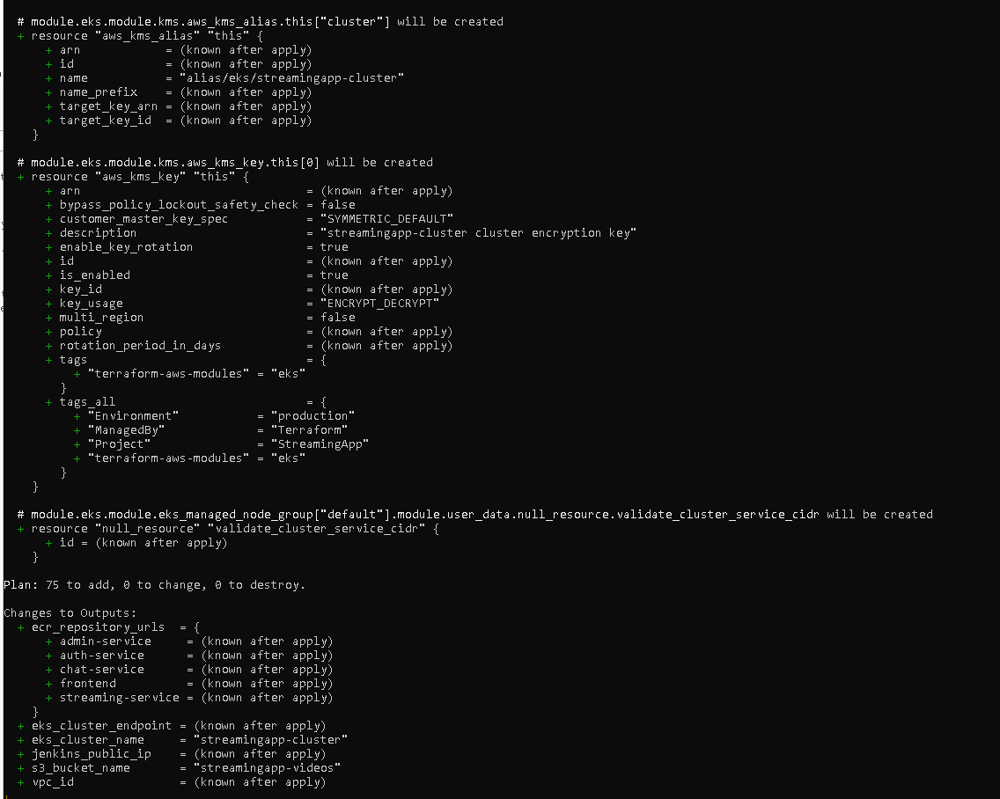 # module.eks.module.kms.aws_kms_alias.this["cluster"] will be created
+ resource "aws_kms_alias" "this" {
+ arn = (known after apply)
+ id = (known after apply)
+ name = "alias/eks/streamingapp-cluster"
+ name_prefix = (known after apply)
+ target_key_arn = (known after apply)
+ target_key_id = (known after apply)
}
# module.eks.module.kms.aws_kms_key.this[0] will be created
+ resource "aws_kms_key" "this" {
+ arn = (known after apply)
+ bypass_policy_lockout_safety_check = false
+ customer_master_key_spec = "SYMMETRIC_DEFAULT"
+ description = "streamingapp-cluster cluster encryption key"
+ enable_key_rotation = true
+ id = (known after apply)
+ is_enabled = true
+ key_id = (known after apply)
+ key_usage = "ENCRYPT_DECRYPT"
+ multi_region = false
+ policy = (known after apply)
+ rotation_period_in_days = (known after apply)
+ tags = {
+ "terraform-aws-modules" = "eks"
}
+ tags_all = {
+ "Environment" = "production"
+ "ManagedBy" = "Terraform"
+ "Project" = "StreamingApp"
+ "terraform-aws-modules" = "eks"
}
}
# module.eks.module.eks_managed_node_group["default"].module.user_data.null_resource.validate_cluster_service_cidr will be created
+ resource "null_resource" "validate_cluster_service_cidr" {
+ id = (known after apply)
}
Plan: 75 to add, 0 to change, 0 to destroy.
Changes to Outputs:
+ ecr_repository_urls = {
+ admin-service = (known after apply)
+ auth-service = (known after apply)
+ chat-service = (known after apply)
+ frontend = (known after apply)
+ streaming-service = (known after apply)
}
+ eks_cluster_endpoint = (known after apply)
+ eks_cluster_name = "streamingapp-cluster"
+ jenkins_public_ip = (known after apply)
+ s3_bucket_name = "streamingapp-videos"
+ vpc_id = (known after apply)